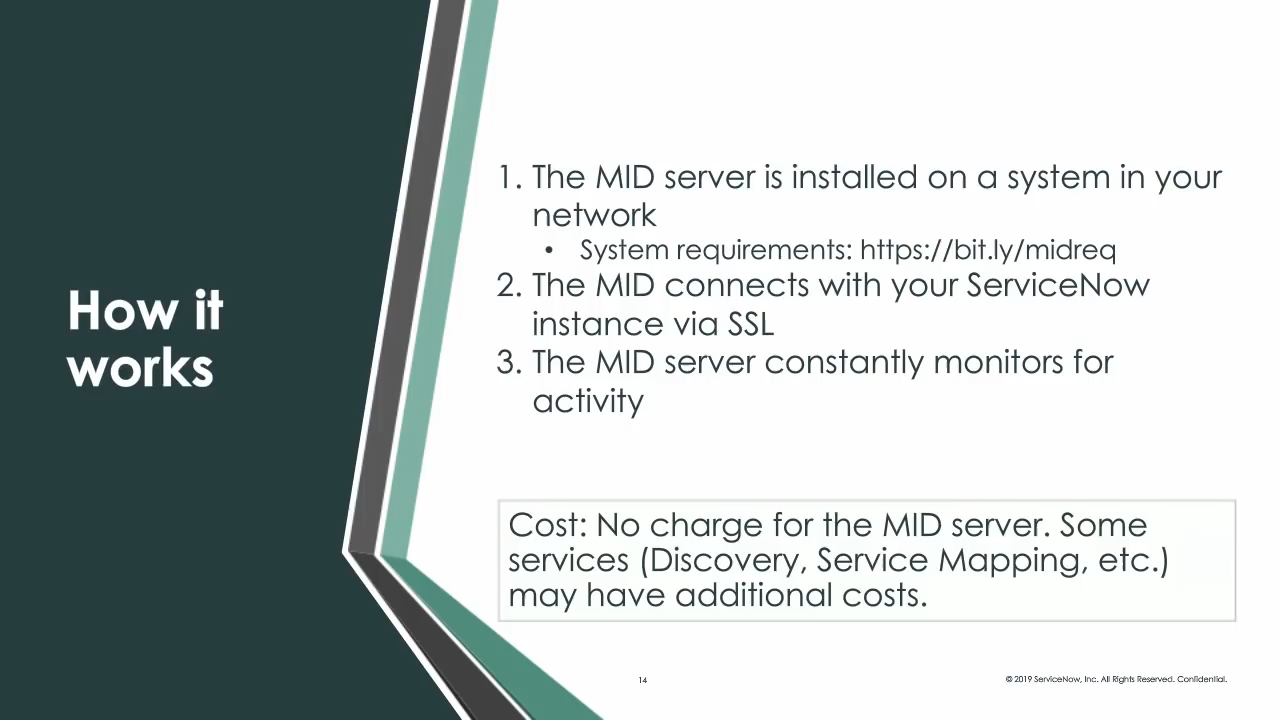 How it
works
1. The MID server is installed on a system in your
network
• System requirements: https://bit.ly/midreq
2. The MID connects with your ServiceNow
instance via SSL
3. The MID server constantly monitors for
activity
Cost: No charge for the MID server. Some
services (Discovery, Service Mapping, etc.)
may have additional costs.
14
© 2019 ServiceNow, Inc. All Rights Reserved. Confidential.